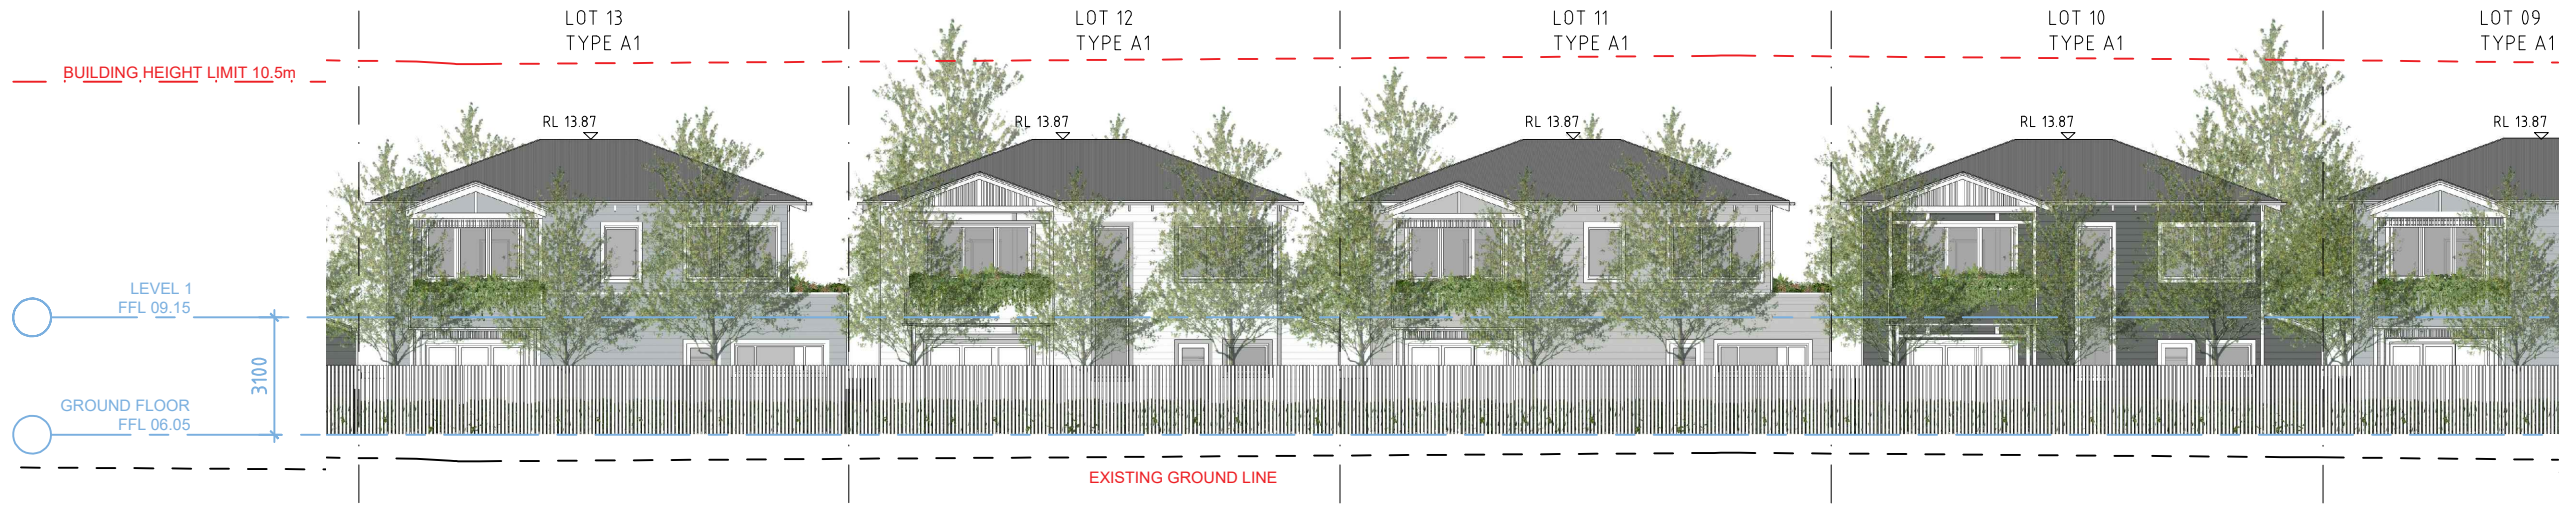 LOT 13
TYPE A1
LOT 12
TYPE A1
LOT 11
TYPE A1
LOT 10
TYPE A1
LOT 09
TYPE A1
BUILDING HEIGHT LIMIT 10.5m
RL 13.87
RL 13.87
RL 13.87
RL 13.87
RL 13.87
LEVEL 1
FFL 09.15
3100
GROUND FLOOR
FFL 06.05
EXISTING GROUND LINE